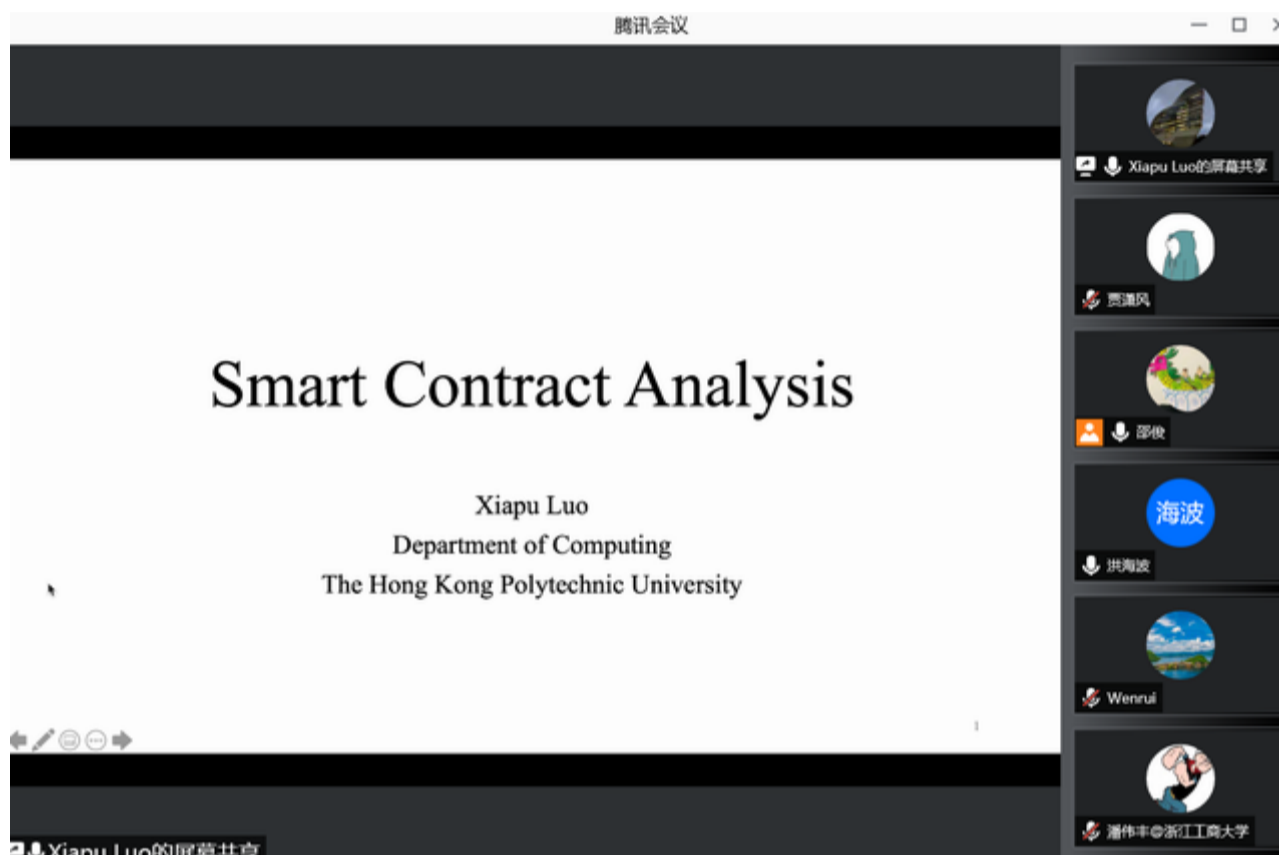 腾讯会议
Smart Contract Analysis
Xiapu Luo
Department of Computing
The Hong Kong Polytechnic University
1
Xiapu Luo的屏幕共享
Xiapu Luo的屏幕共享
贾谦风
邵俊
海波
洪海波
Wenrui
潘伟丰@浙江工商大学